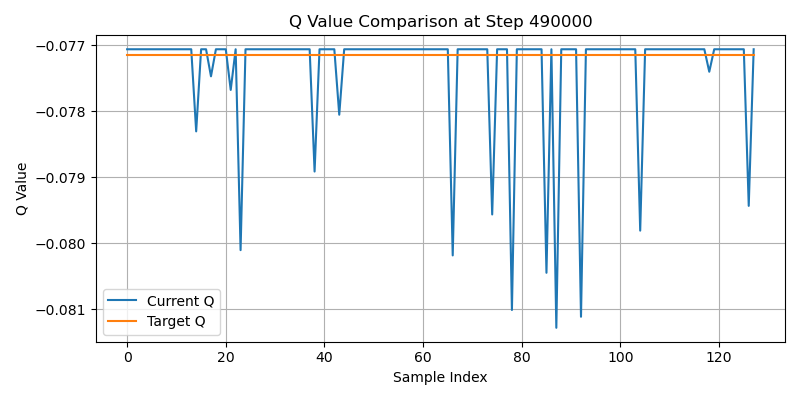 Q Value Comparison at Step 490000
Q Value
−0.077
−0.078
−0.079
−0.080
−0.081
Current Q
Target Q
0 20 40 60 80 100 120
Sample Index